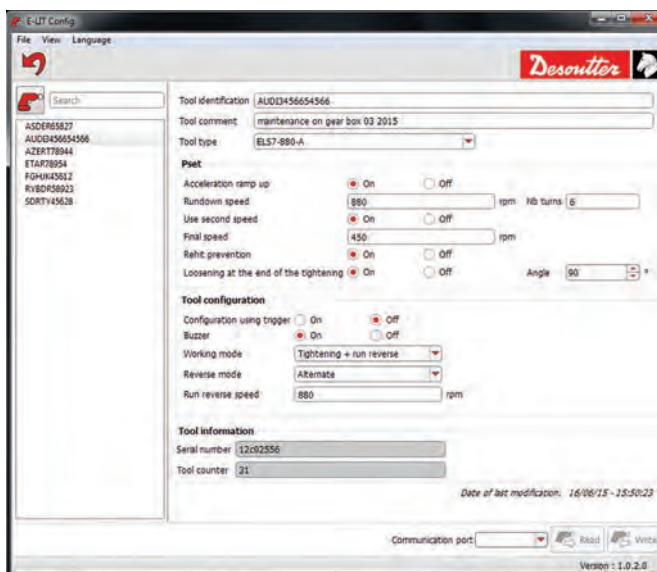 E-LIT Config
File View Language
Desoutter
Search
ASDER65827
AUDI3456654566
AZERT78944
ETAR78954
FGHJK45612
RVBDR58923
SDRTY45628
Tool identification AUDI3456654566
Tool comment maintenance on gear box 03 2015
Tool type ELS7-880-A
Pset
Acceleration ramp up On Off
Rundown speed 880 rpm Nb turns 6
Use second speed On Off
Final speed 450 rpm
Rehit prevention On Off
Loosening at the end of the tightening On Off Angle 90 °
Tool configuration
Configuration using trigger On Off
Buzzer On Off
Working mode Tightening + run reverse
Reverse mode Alternate
Run reverse speed 880 rpm
Tool information
Serial number 12c02556
Tool counter 31
Date of last modification. 16/06/15 - 15:50:23
Communication port Read Write
Version : 1.0.2.0